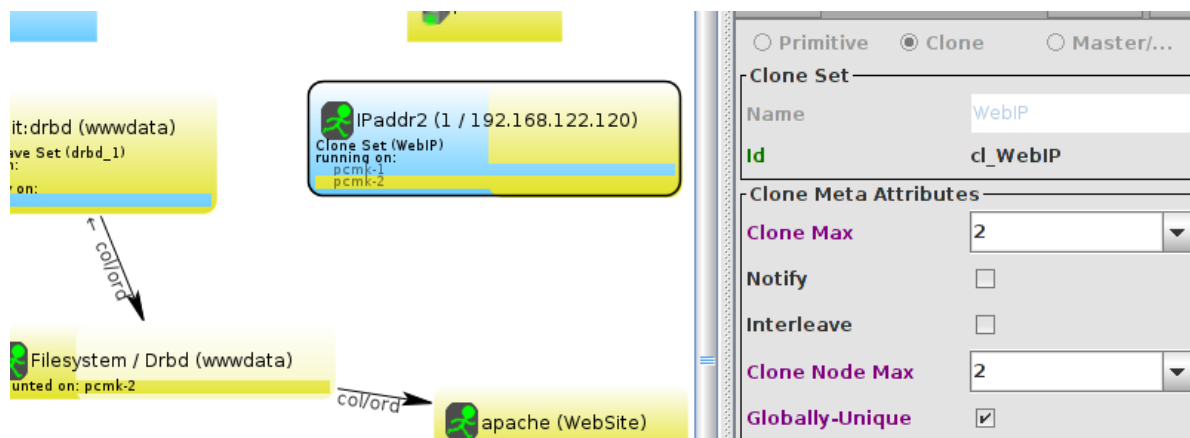 it:drbd (wwwdata)
ave Set (drbd_1)
n:
on:
IPaddr2 (1 / 192.168.122.120)
Clone Set (WebIP)
running on:
pcmk-1
pcmk-2
← col/ord
Filesystem / Drbd (wwwdata)
ounted on: pcmk-2
col/ord
apache (WebSite)
Primitive
Clone
Master/...
Clone Set
Name
WebIP
Id
cl_WebIP
Clone Meta Attributes
Clone Max
2
Notify
Interleave
Clone Node Max
2
Globally-Unique